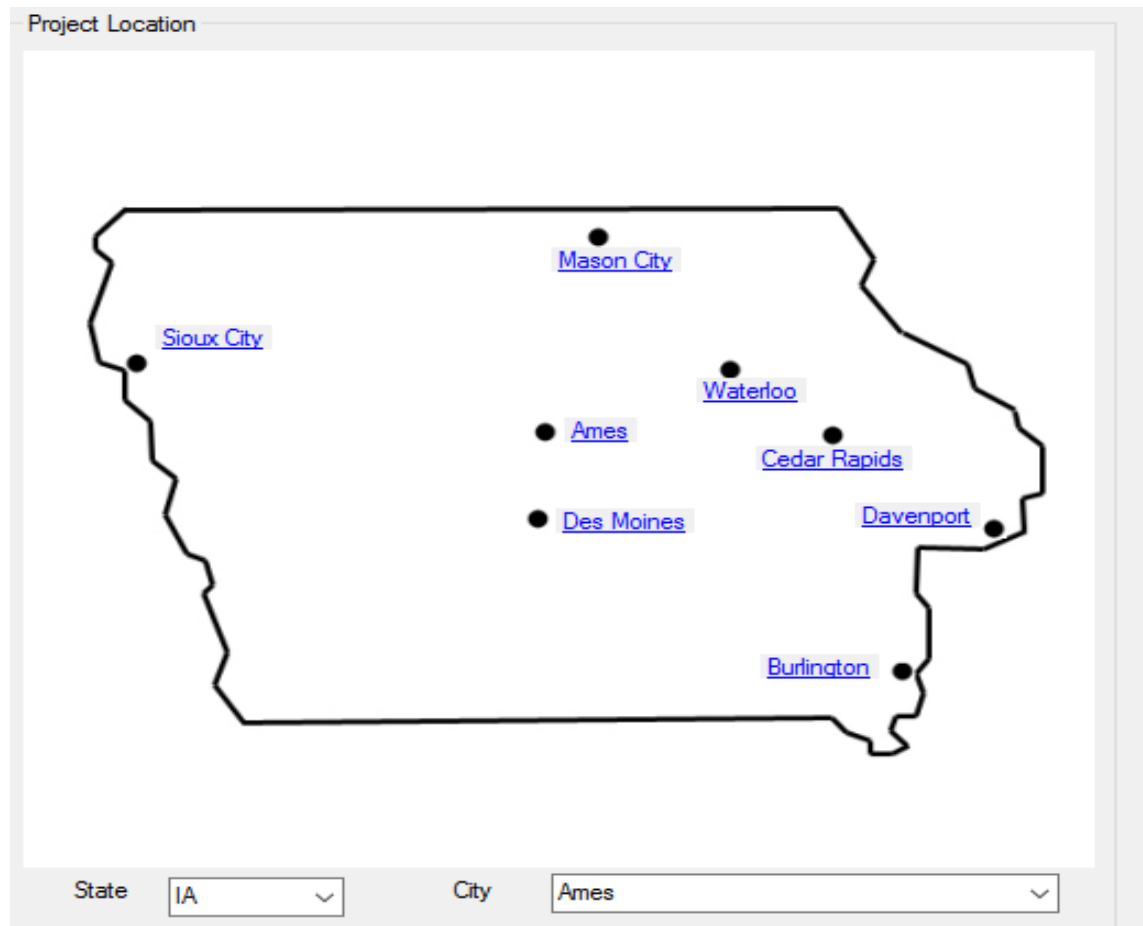 Project Location
Mason City
Sioux City
Waterloo
Ames
Cedar Rapids
Des Moines
Davenport
Burlington
State IA City Ames